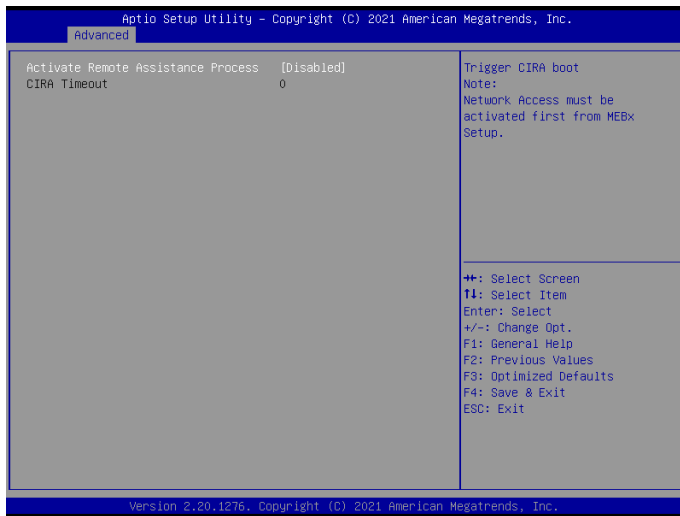 Aptio Setup Utility – Copyright (C) 2021 American Megatrends, Inc.
Advanced
Activate Remote Assistance Process [Disabled]
CIRA Timeout 0
Trigger CIRA boot
Note:
Network Access must be
activated first from MEBx
Setup.
→←: Select Screen
↑↓: Select Item
Enter: Select
+/-: Change Opt.
F1: General Help
F2: Previous Values
F3: Optimized Defaults
F4: Save & Exit
ESC: Exit
Version 2.20.1276. Copyright (C) 2021 American Megatrends, Inc.